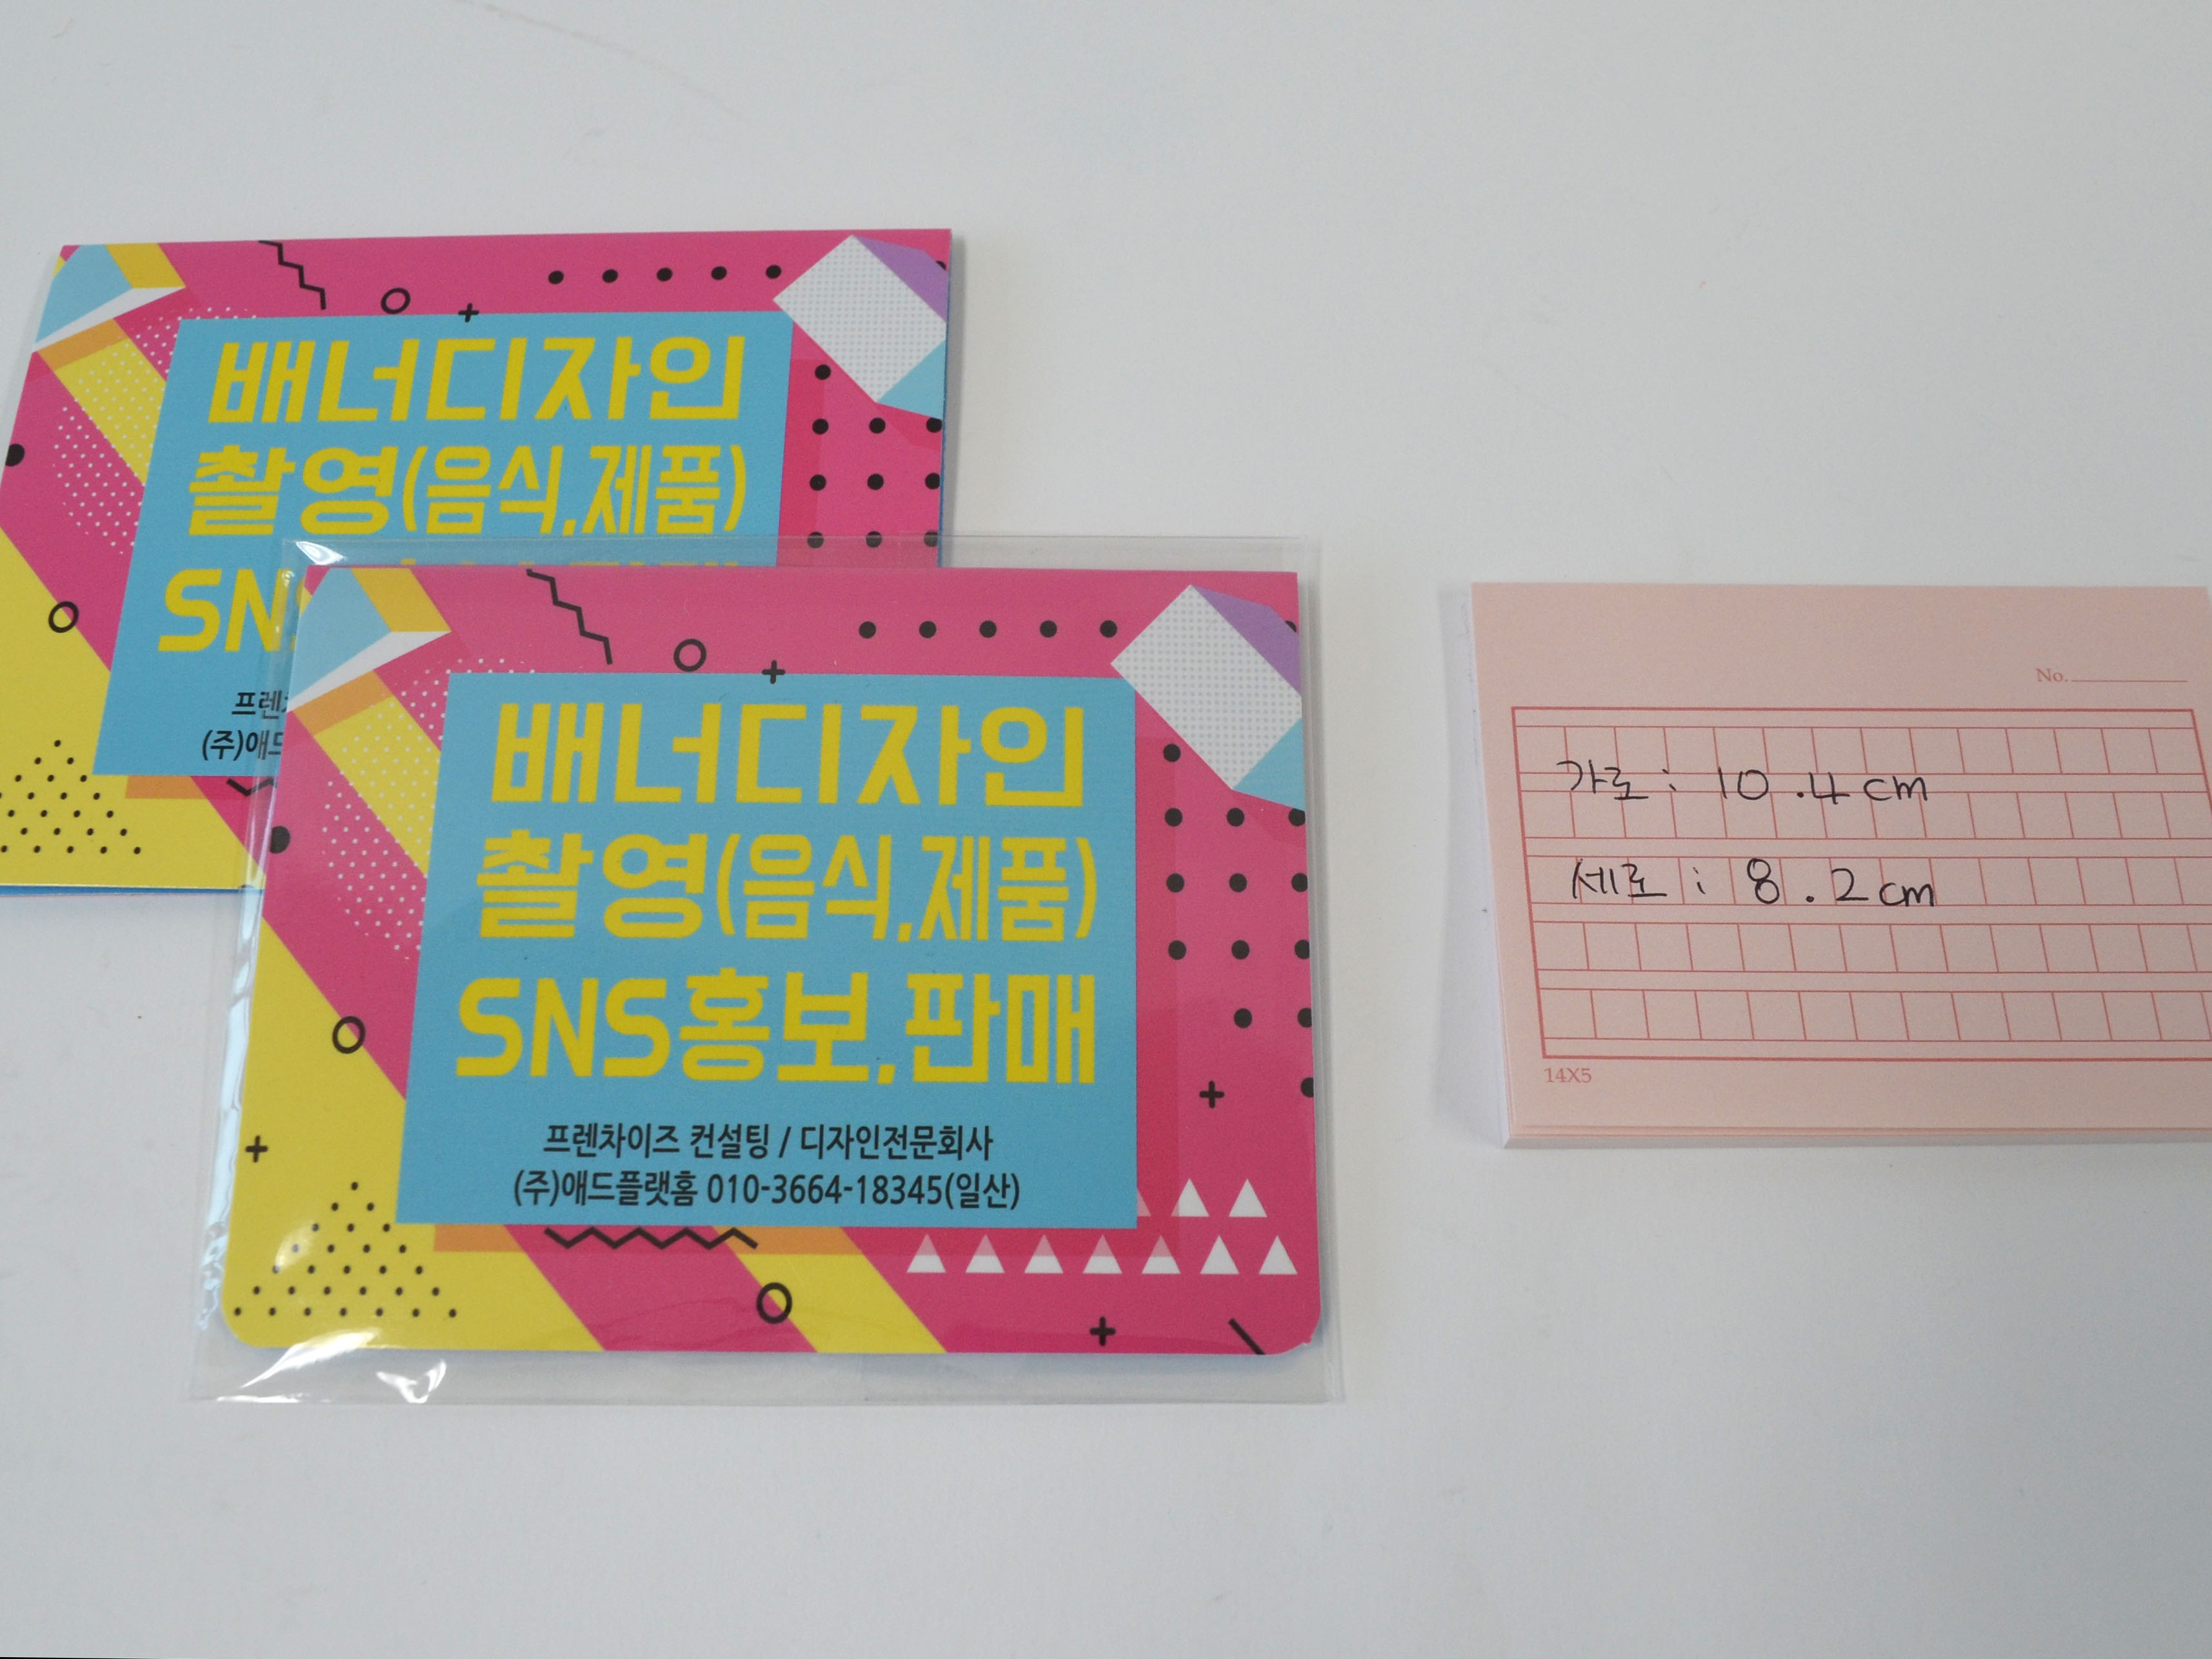 배너디자인
촬영(음식,제품)
SN
프렌
(주)애드
배너디자인
촬영(음식,제품)
SNS홍보,판매
프렌차이즈 컨설팅 / 디자인전문회사
(주)애드플랫홈 010-3664-18345(일산)
No.
가로 : 10.4cm
세로 : 8.2cm
14X5